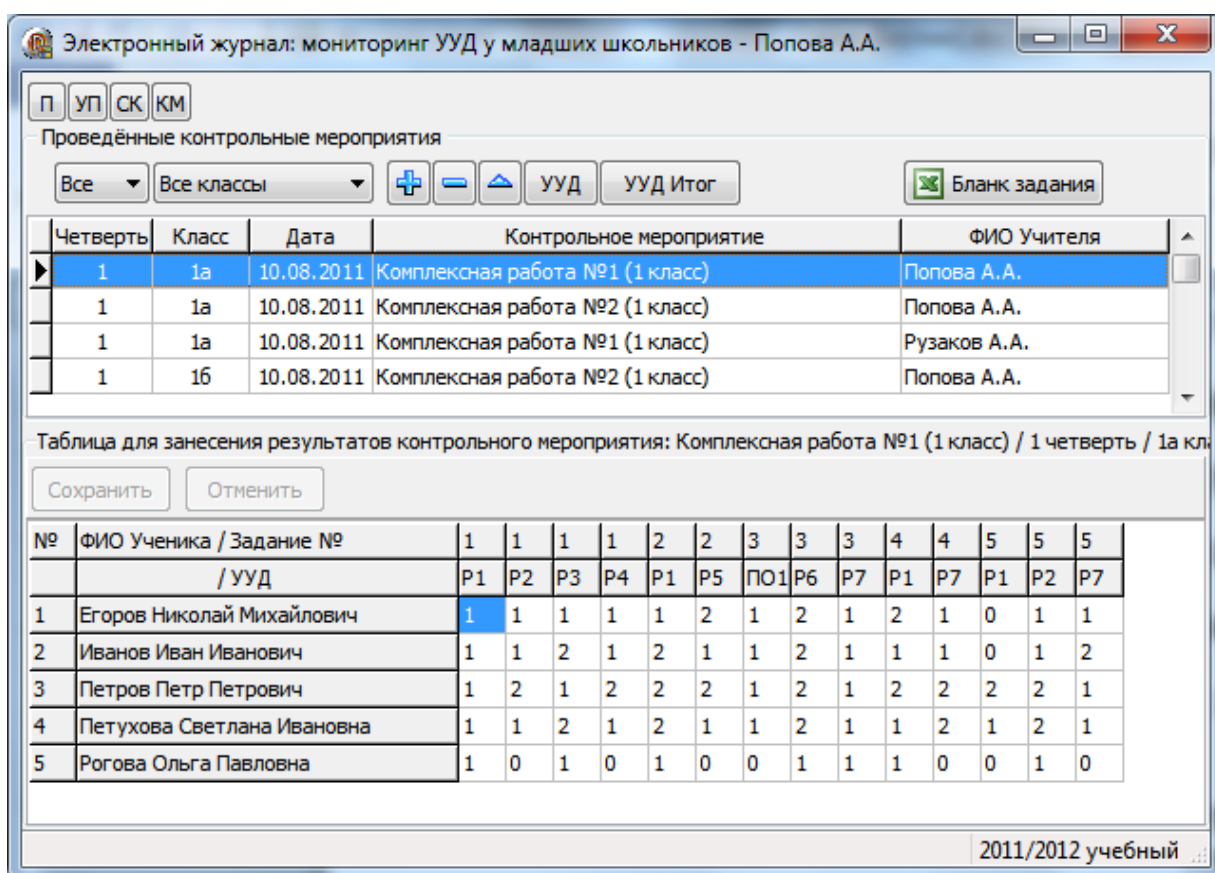 Электронный журнал: мониторинг УУД у младших школьников - Попова А.А.
П УП СК КМ
Проведённые контрольные мероприятия
Все Все классы УУД УУД Итог Бланк задания
Четверть Класс Дата Контрольное мероприятие ФИО Учителя
1 1а 10.08.2011 Комплексная работа №1 (1 класс) Попова А.А.
1 1а 10.08.2011 Комплексная работа №2 (1 класс) Попова А.А.
1 1а 10.08.2011 Комплексная работа №1 (1 класс) Рузаков А.А.
1 1б 10.08.2011 Комплексная работа №2 (1 класс) Попова А.А.
Таблица для занесения результатов контрольного мероприятия: Комплексная работа №1 (1 класс) / 1 четверть / 1а кла
Сохранить Отменить
№ ФИО Ученика / Задание № 1 1 1 1 2 2 3 3 3 4 4 5 5 5
/ УУД Р1 Р2 Р3 Р4 Р1 Р5 ПО1 Р6 Р7 Р1 Р7 Р1 Р2 Р7
1 Егоров Николай Михайлович 1 1 1 1 1 2 1 2 1 2 1 0 1 1
2 Иванов Иван Иванович 1 1 2 1 2 1 1 2 1 1 1 0 1 2
3 Петров Петр Петрович 1 2 1 2 2 2 1 2 1 2 2 2 2 1
4 Петухова Светлана Ивановна 1 1 2 1 2 1 1 2 1 1 2 1 2 1
5 Рогова Ольга Павловна 1 0 1 0 1 0 0 1 1 1 0 0 1 0
2011/2012 учебный